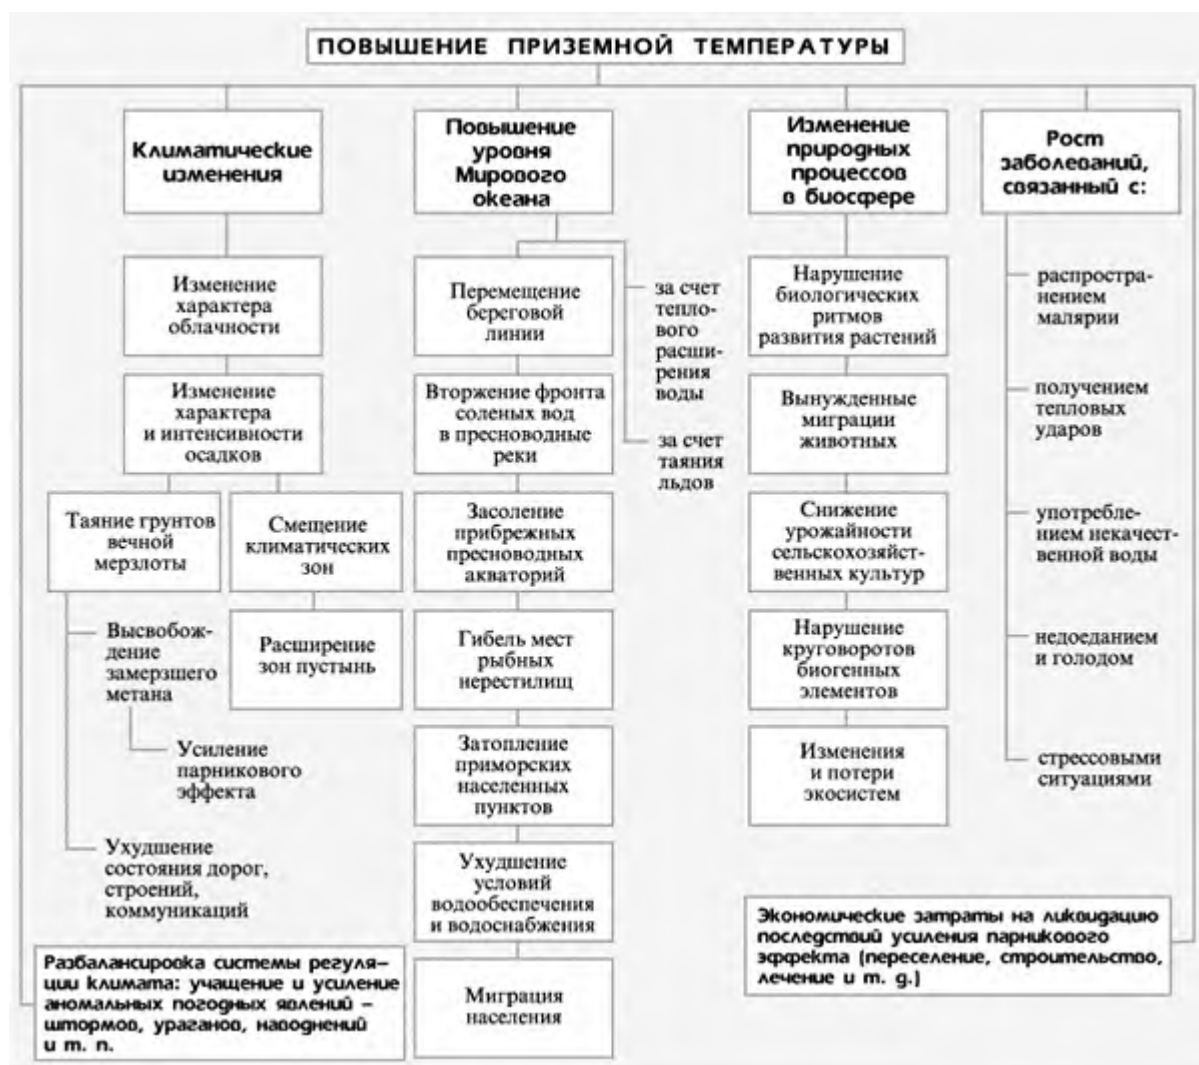 ПОВЫШЕНИЕ ПРИЗЕМНОЙ ТЕМПЕРАТУРЫ
Климатические
изменения
Изменение
характера
облачности
Изменение
характера
и интенсивности
осадков
Таяние грунтов
вечной
мерзлоты
Высвобож-
дение
замерзшего
метана
Усиление
парникового
эффекта
Ухудшение
состояния дорог,
строений,
коммуникаций
Смещение
климатических
зон
Расширение
зон пустынь
Повышение
уровня
Мирового
океана
Перемещение
береговой
линии
Вторжение фронта
соленых вод
в пресноводные
реки
Засоление
прибрежных
пресноводных
акваторий
Гибель мест
рыбных
нерестилищ
Затопление
приморских
населенных
пунктов
Ухудшение
условий
водообеспечения
и водоснабжения
Миграция
населения
за счет
тепло-
вого
расши-
рения
воды
за счет
таяния
льдов
Изменение
природных
процессов
в биосфере
Нарушение
биологических
ритмов
развития растений
Вынужденные
миграции
животных
Снижение
урожайности
сельскохозяйст-
венных культур
Нарушение
круговоротов
биогенных
элементов
Изменения
и потери
экосистем
Рост
заболеваний,
связанный с:
распростра-
нением
малярии
получением
тепловых
ударов
употребле-
нием некачест-
венной воды
недоеданием
и голодом
стрессовыми
ситуациями
Разбалансировка системы регуля-
ции климата: учащение и усиление
аномальных погодных явлений –
штормов, ураганов, наводнений
и т. п.
Экономические затраты на ликвидацию
последствий усиления парникового
эффекта (переселение, строительство,
лечение и т. д.)